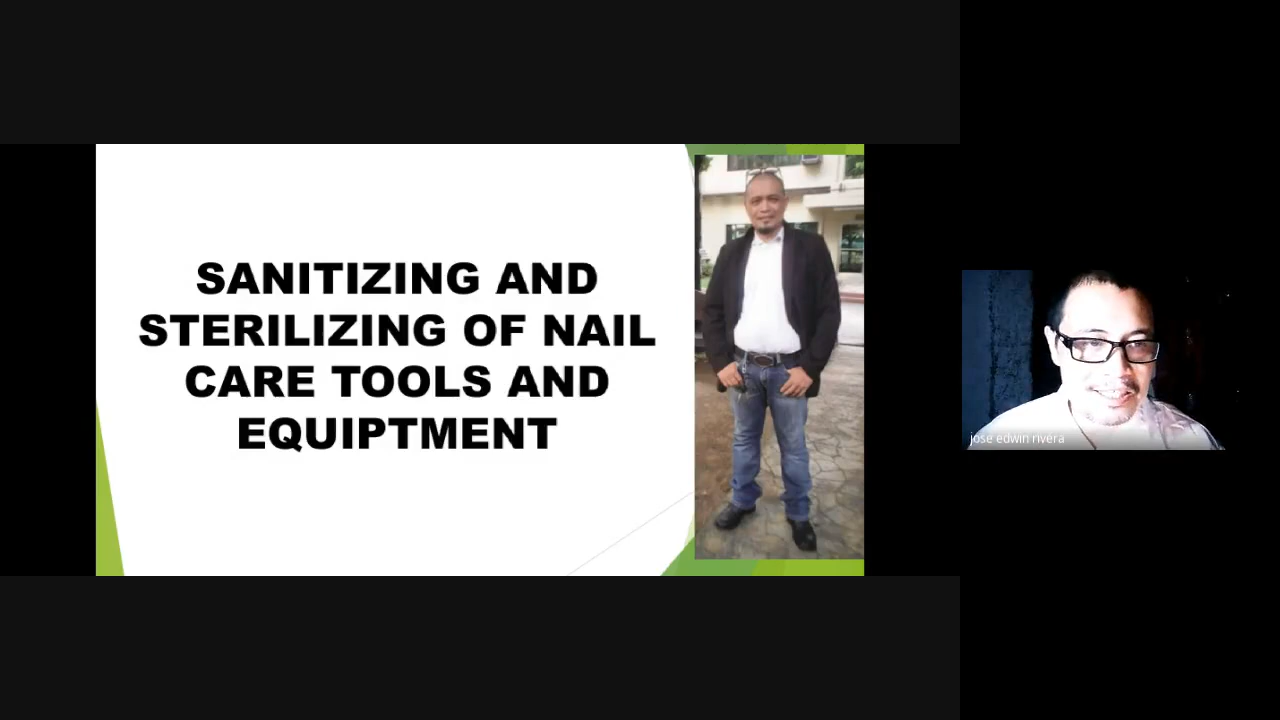 SANITIZING AND
STERILIZING OF NAIL
CARE TOOLS AND
EQUIPTMENT
jose edwin rivera